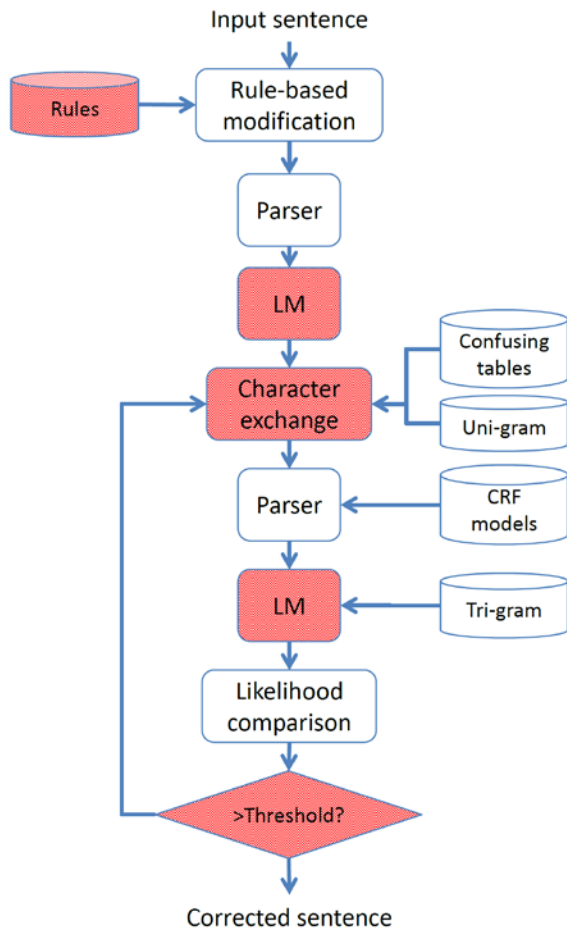 Input sentence
Rules
Rule-based
modification
Parser
LM
Confusing
tables
Character
exchange
Uni-gram
Parser
CRF
models
LM
Tri-gram
Likelihood
comparison
>Threshold?
Corrected sentence